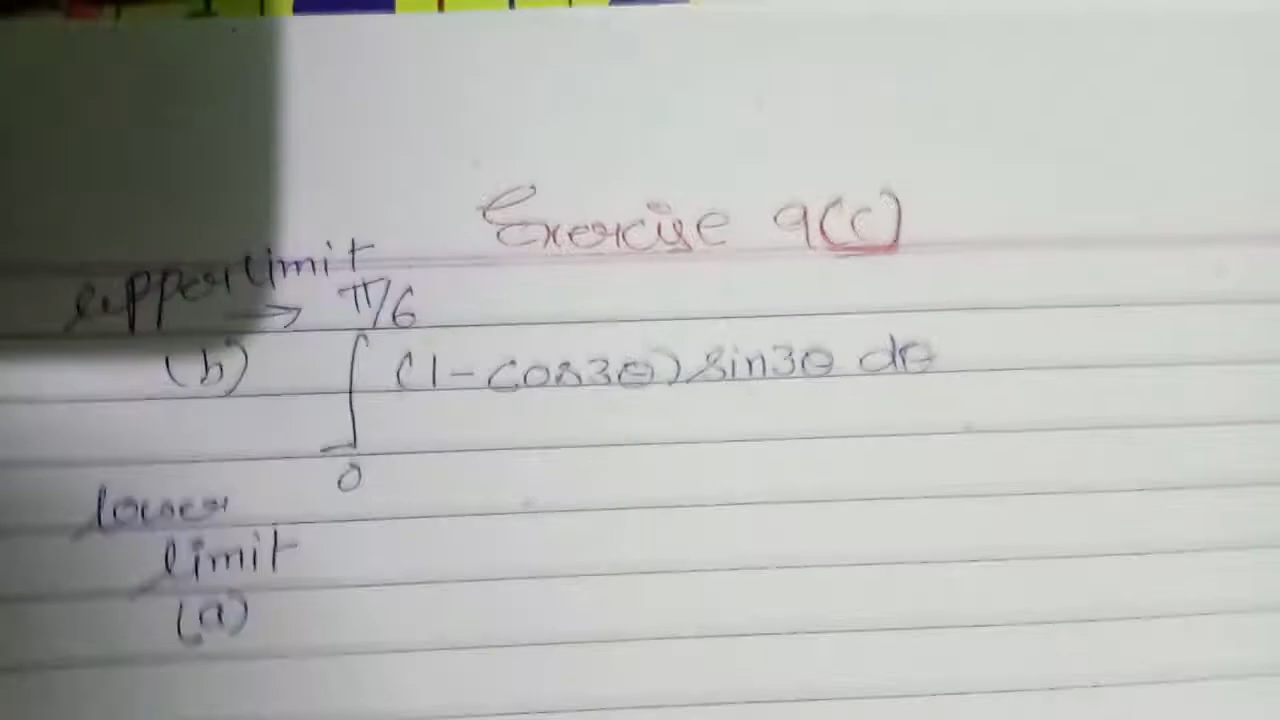 Exercise 9(c)
upper limit
→ π/6
(b) ∫ (1-cos3θ) sin3θ dθ
0
lower
limit
(a)